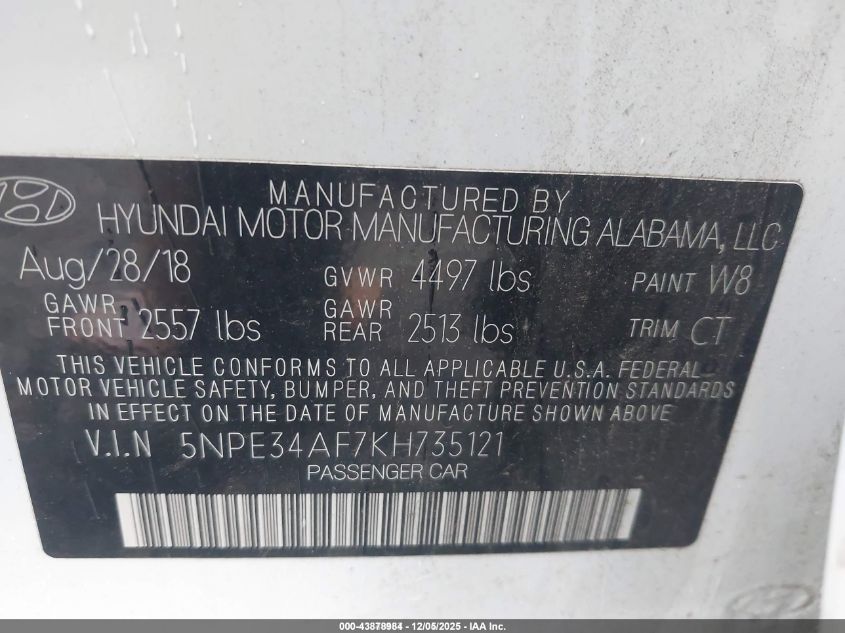 MANUFACTURED BY
HYUNDAI MOTOR MANUFACTURING ALABAMA, LLC
Aug/28/18 GVWR 4497 lbs PAINT W8
GAWR, FRONT 2557 lbs GAWR REAR 2513 lbs TRIM CT
THIS VEHICLE CONFORMS TO ALL APPLICABLE U.S.A. FEDERAL
MOTOR VEHICLE SAFETY, BUMPER, AND THEFT PREVENTION STANDARDS
IN EFFECT ON THE DATE OF MANUFACTURE SHOWN ABOVE.
V.I.N 5NPE34AF7KH735121
PASSENGER CAR
000-43878984 - 12/05/2025 - IAA Inc.